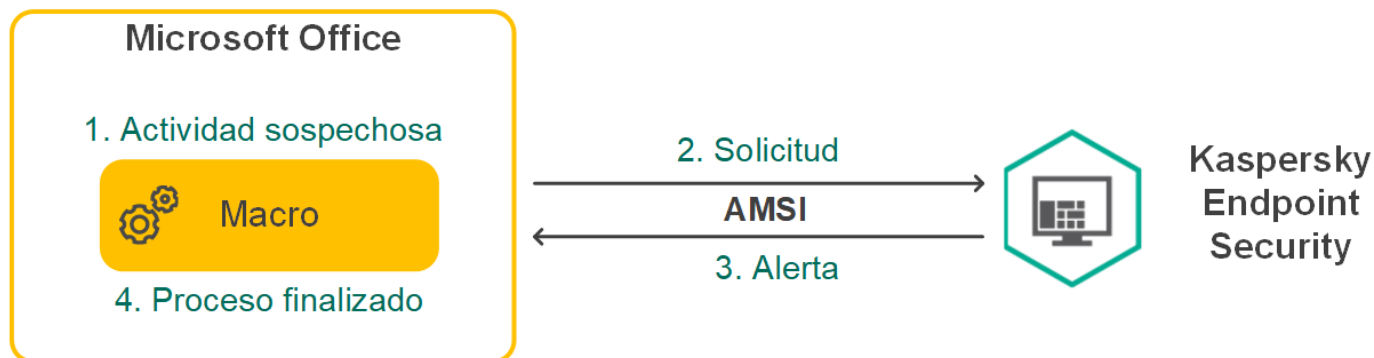 Microsoft Office
1. Actividad sospechosa
Macro
4. Proceso finalizado
2. Solicitud
AMSI
3. Alerta
Kaspersky
Endpoint
Security